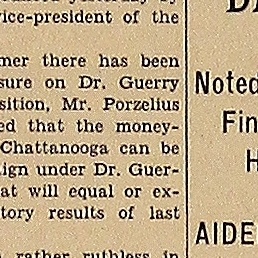 vice-president of the
mer there has been
sure on Dr. Guerry
sition, Mr. Porzelius
ed that the money-
Chattanooga can be
ign under Dr. Guer-
at will equal or ex-
tory results of last
rather ruthless in
Noted
Fin
H
AIDE